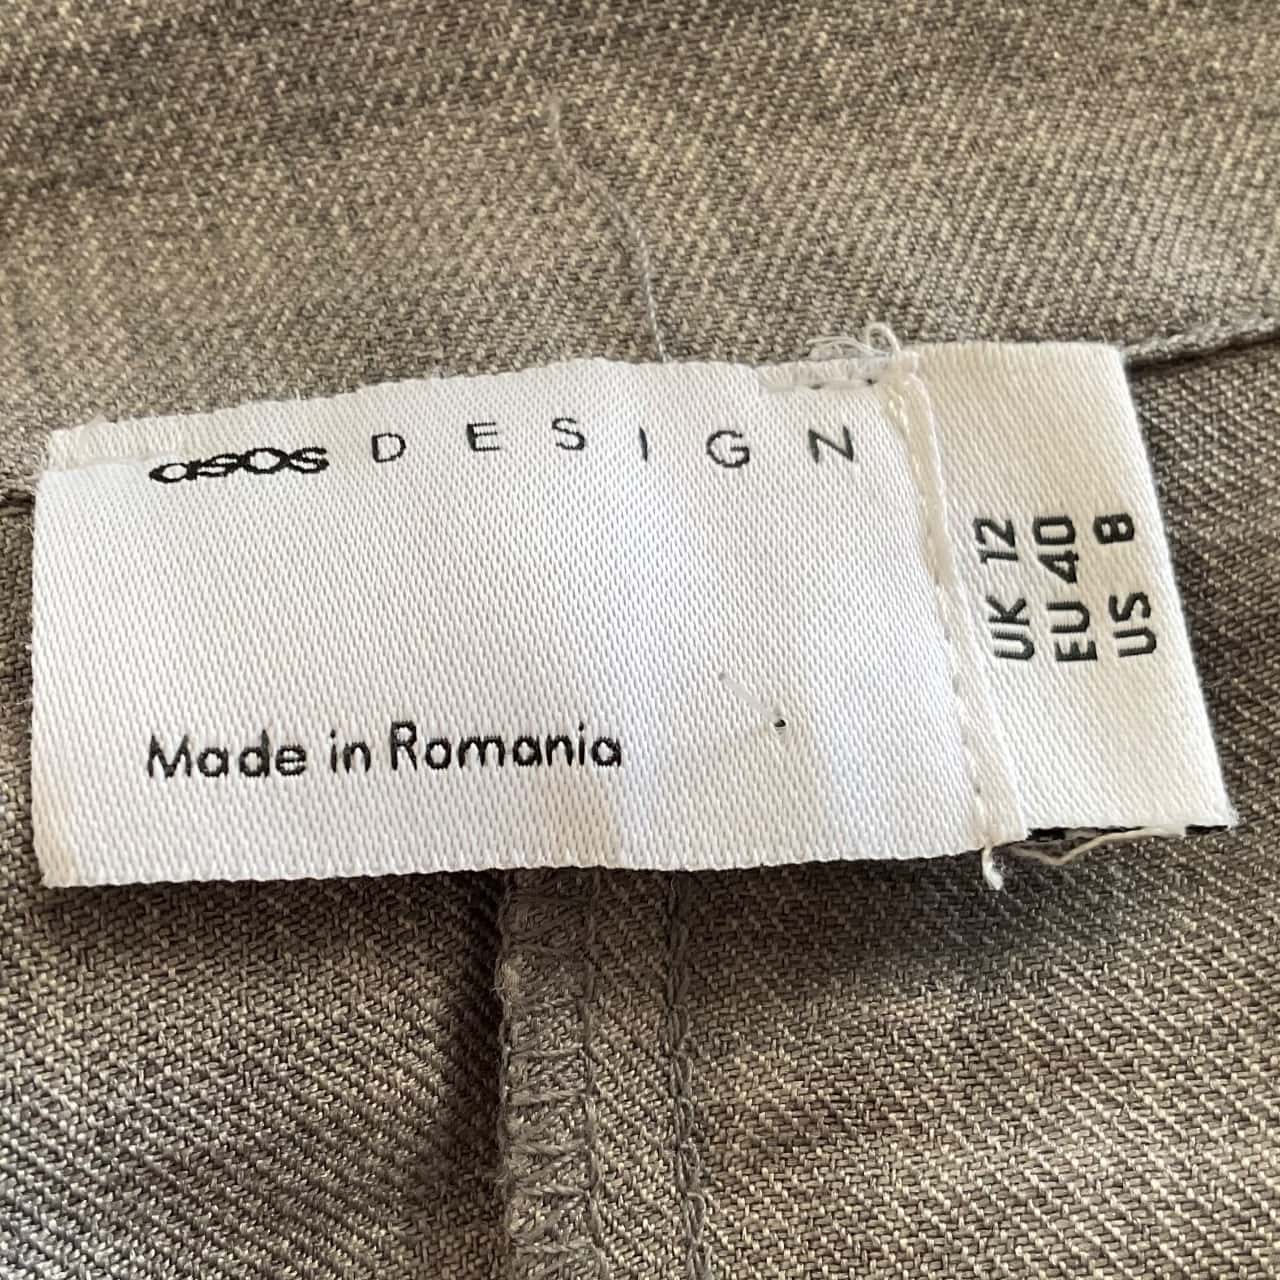 asos DESIGN
Made in Romania
UK 12
EU 40
US 8